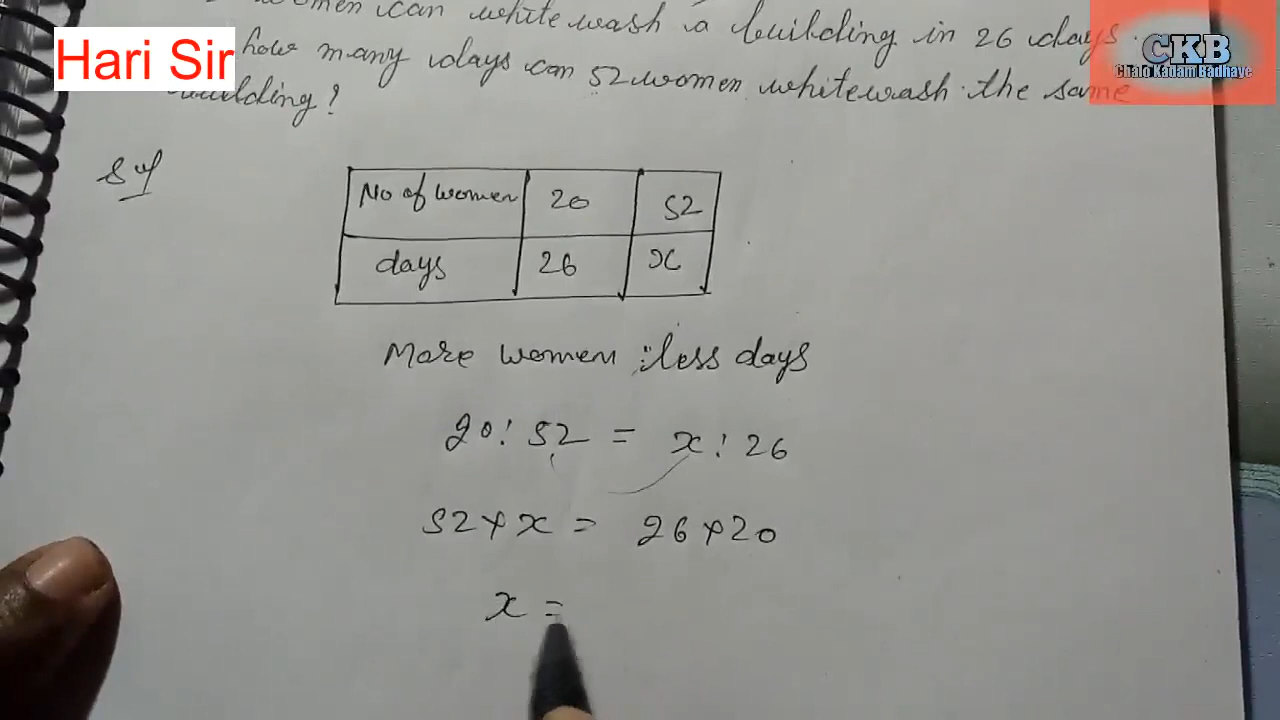 women can whitewash a building in 26 days.
how many days can 52 women whitewash the same
building?
Hari Sir
CKB
Chalo Kadam Badhaye
Sol
No of women 20 52
days 26 x
More women : less days
20 : 52 = x : 26
52 × x = 26 × 20
x =